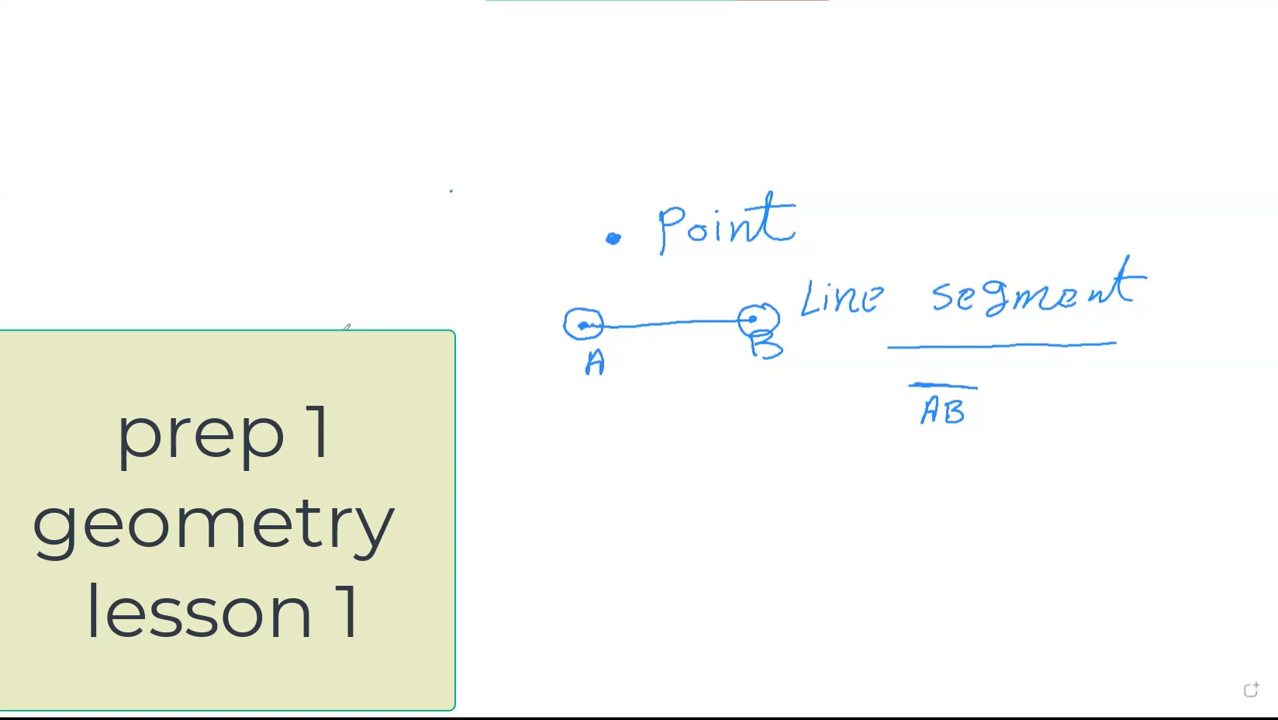 Point
Line segment
A
B
AB
prep 1
geometry
lesson 1